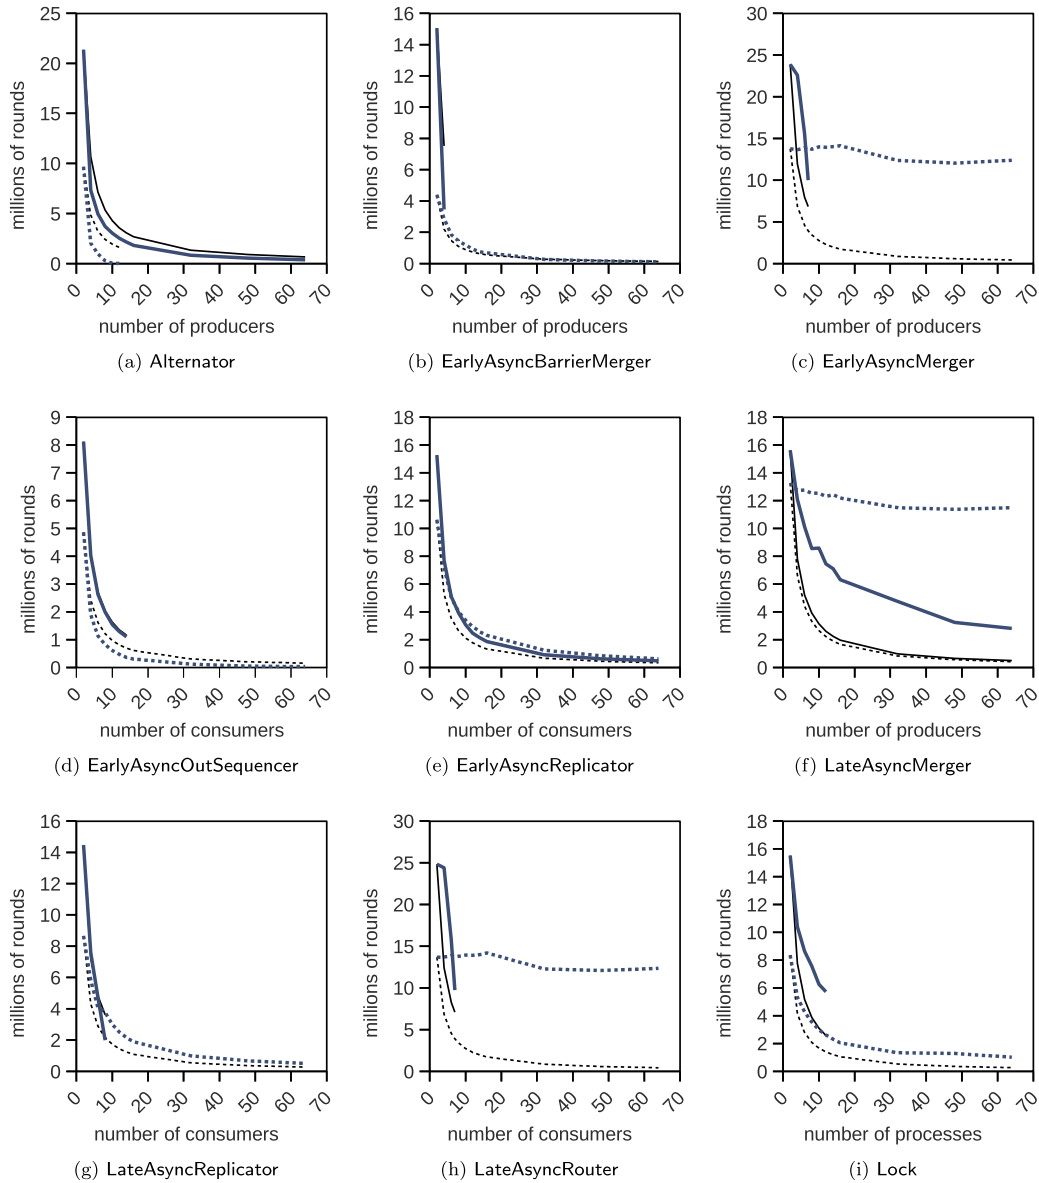 millions of rounds
25
20
15
10
5
0
0 10 20 30 40 50 60 70
number of producers
(a) Alternator
millions of rounds
16
14
12
10
8
6
4
2
0
0 10 20 30 40 50 60 70
number of producers
(b) EarlyAsyncBarrierMerger
millions of rounds
30
25
20
15
10
5
0
0 10 20 30 40 50 60 70
number of producers
(c) EarlyAsyncMerger
millions of rounds
9
8
7
6
5
4
3
2
1
0
0 10 20 30 40 50 60 70
number of consumers
(d) EarlyAsyncOutSequencer
millions of rounds
18
16
14
12
10
8
6
4
2
0
0 10 20 30 40 50 60 70
number of consumers
(e) EarlyAsyncReplicator
millions of rounds
18
16
14
12
10
8
6
4
2
0
0 10 20 30 40 50 60 70
number of producers
(f) LateAsyncMerger
millions of rounds
16
14
12
10
8
6
4
2
0
0 10 20 30 40 50 60 70
number of consumers
(g) LateAsyncReplicator
millions of rounds
30
25
20
15
10
5
0
0 10 20 30 40 50 60 70
number of consumers
(h) LateAsyncRouter
millions of rounds
18
16
14
12
10
8
6
4
2
0
0 10 20 30 40 50 60 70
number of processes
(i) Lock